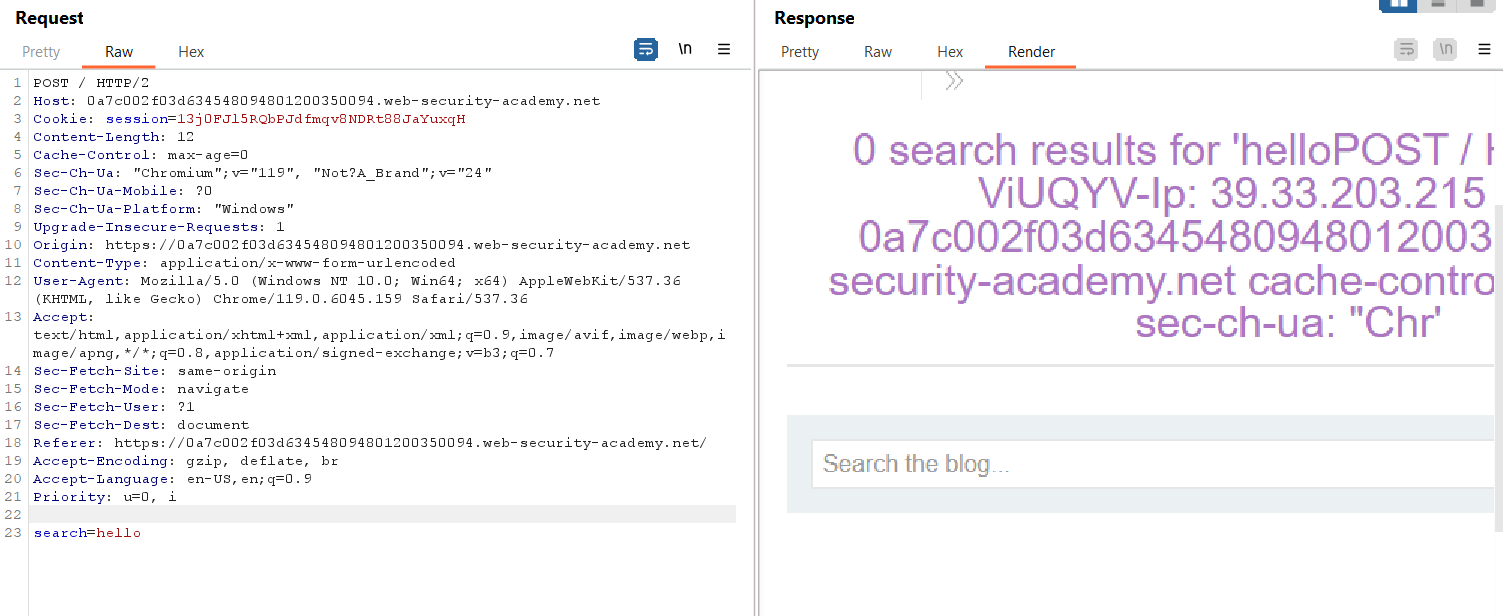 Request
Pretty Raw Hex
\n
1 POST / HTTP/2
2 Host: 0a7c002f03d634548094801200350094.web-security-academy.net
3 Cookie: session=13j0FJl5RQbPJdfmqv8NDRt88JaYuxqH
4 Content-Length: 12
5 Cache-Control: max-age=0
6 Sec-Ch-Ua: "Chromium";v="119", "Not?A_Brand";v="24"
7 Sec-Ch-Ua-Mobile: ?0
8 Sec-Ch-Ua-Platform: "Windows"
9 Upgrade-Insecure-Requests: 1
10 Origin: https://0a7c002f03d634548094801200350094.web-security-academy.net
11 Content-Type: application/x-www-form-urlencoded
12 User-Agent: Mozilla/5.0 (Windows NT 10.0; Win64; x64) AppleWebKit/537.36
(KHTML, like Gecko) Chrome/119.0.6045.159 Safari/537.36
13 Accept:
text/html,application/xhtml+xml,application/xml;q=0.9,image/avif,image/webp,i
mage/apng,*/*;q=0.8,application/signed-exchange;v=b3;q=0.7
14 Sec-Fetch-Site: same-origin
15 Sec-Fetch-Mode: navigate
16 Sec-Fetch-User: ?1
17 Sec-Fetch-Dest: document
18 Referer: https://0a7c002f03d634548094801200350094.web-security-academy.net/
19 Accept-Encoding: gzip, deflate, br
20 Accept-Language: en-US,en;q=0.9
21 Priority: u=0, i
22
23 search=hello
Response
Pretty Raw Hex Render
\n
0 search results for 'helloPOST /
ViUQYV-Ip: 39.33.203.215
0a7c002f03d6345480948012003
security-academy.net cache-contro
sec-ch-ua: "Chr'
Search the blog...